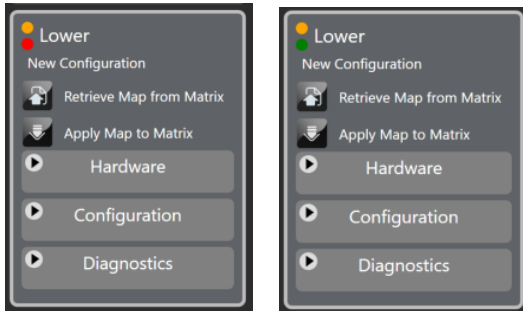 Lower
New Configuration
Retrieve Map from Matrix
Apply Map to Matrix
Hardware
Configuration
Diagnostics
Lower
New Configuration
Retrieve Map from Matrix
Apply Map to Matrix
Hardware
Configuration
Diagnostics